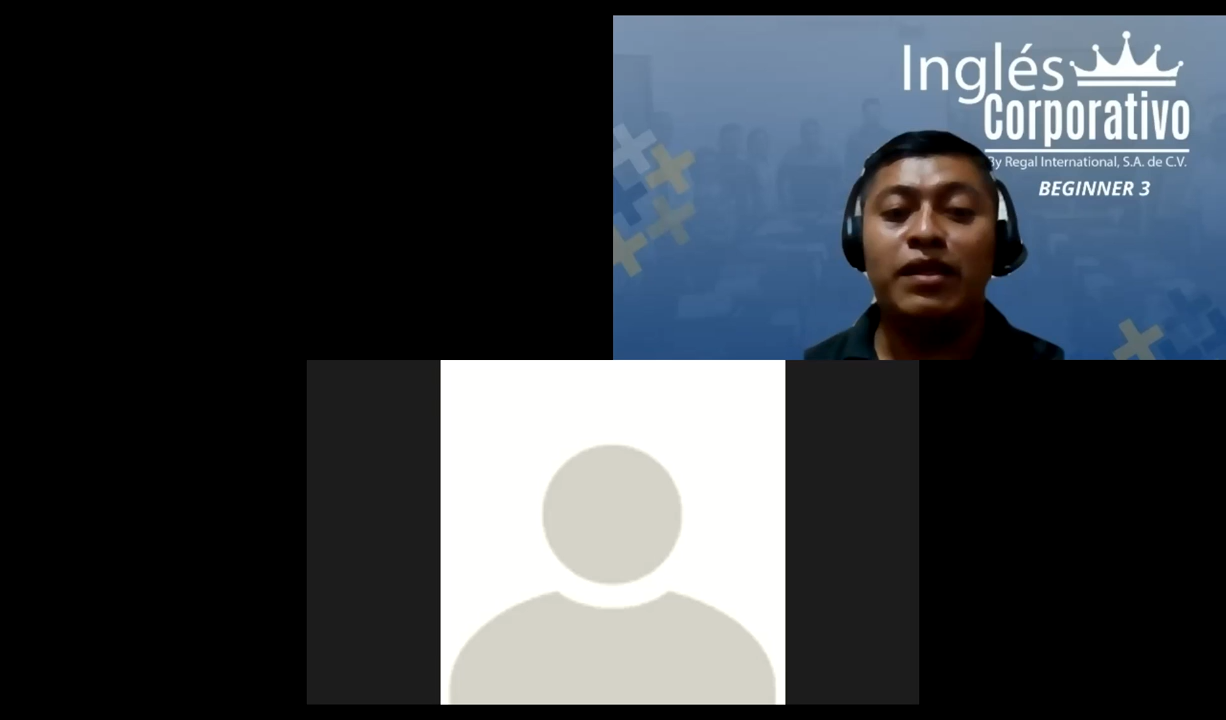 Inglés
Corporativo
By Regal International, S.A. de C.V.
BEGINNER 3